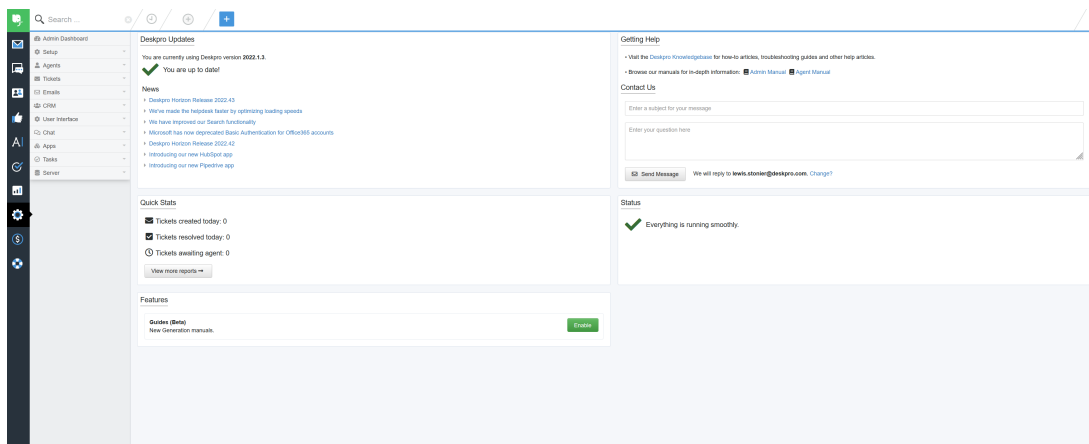 Search ...
+
Admin Dashboard
Setup
Agents
Tickets
Emails
CRM
User Interface
Chat
Apps
Tasks
Server
AI
Deskpro Updates
You are currently using Deskpro version 2022.1.3.
You are up to date!
News
Deskpro Horizon Release 2022.43
We've made the helpdesk faster by optimizing loading speeds
We have improved our Search functionality
Microsoft has now deprecated Basic Authentication for Office365 accounts
Deskpro Horizon Release 2022.42
Introducing our new HubSpot app
Introducing our new Pipedrive app
Getting Help
• Visit the Deskpro Knowledgebase for how-to articles, troubleshooting guides and other help articles.
• Browse our manuals for in-depth information: Admin Manual Agent Manual
Contact Us
Enter a subject for your message
Enter your question here
Send Message
We will reply to lewis.stonier@deskpro.com. Change?
Quick Stats
Tickets created today: 0
Tickets resolved today: 0
Tickets awaiting agent: 0
View more reports →
Status
Everything is running smoothly.
Features
Guides (Beta)
New Generation manuals.
Enable